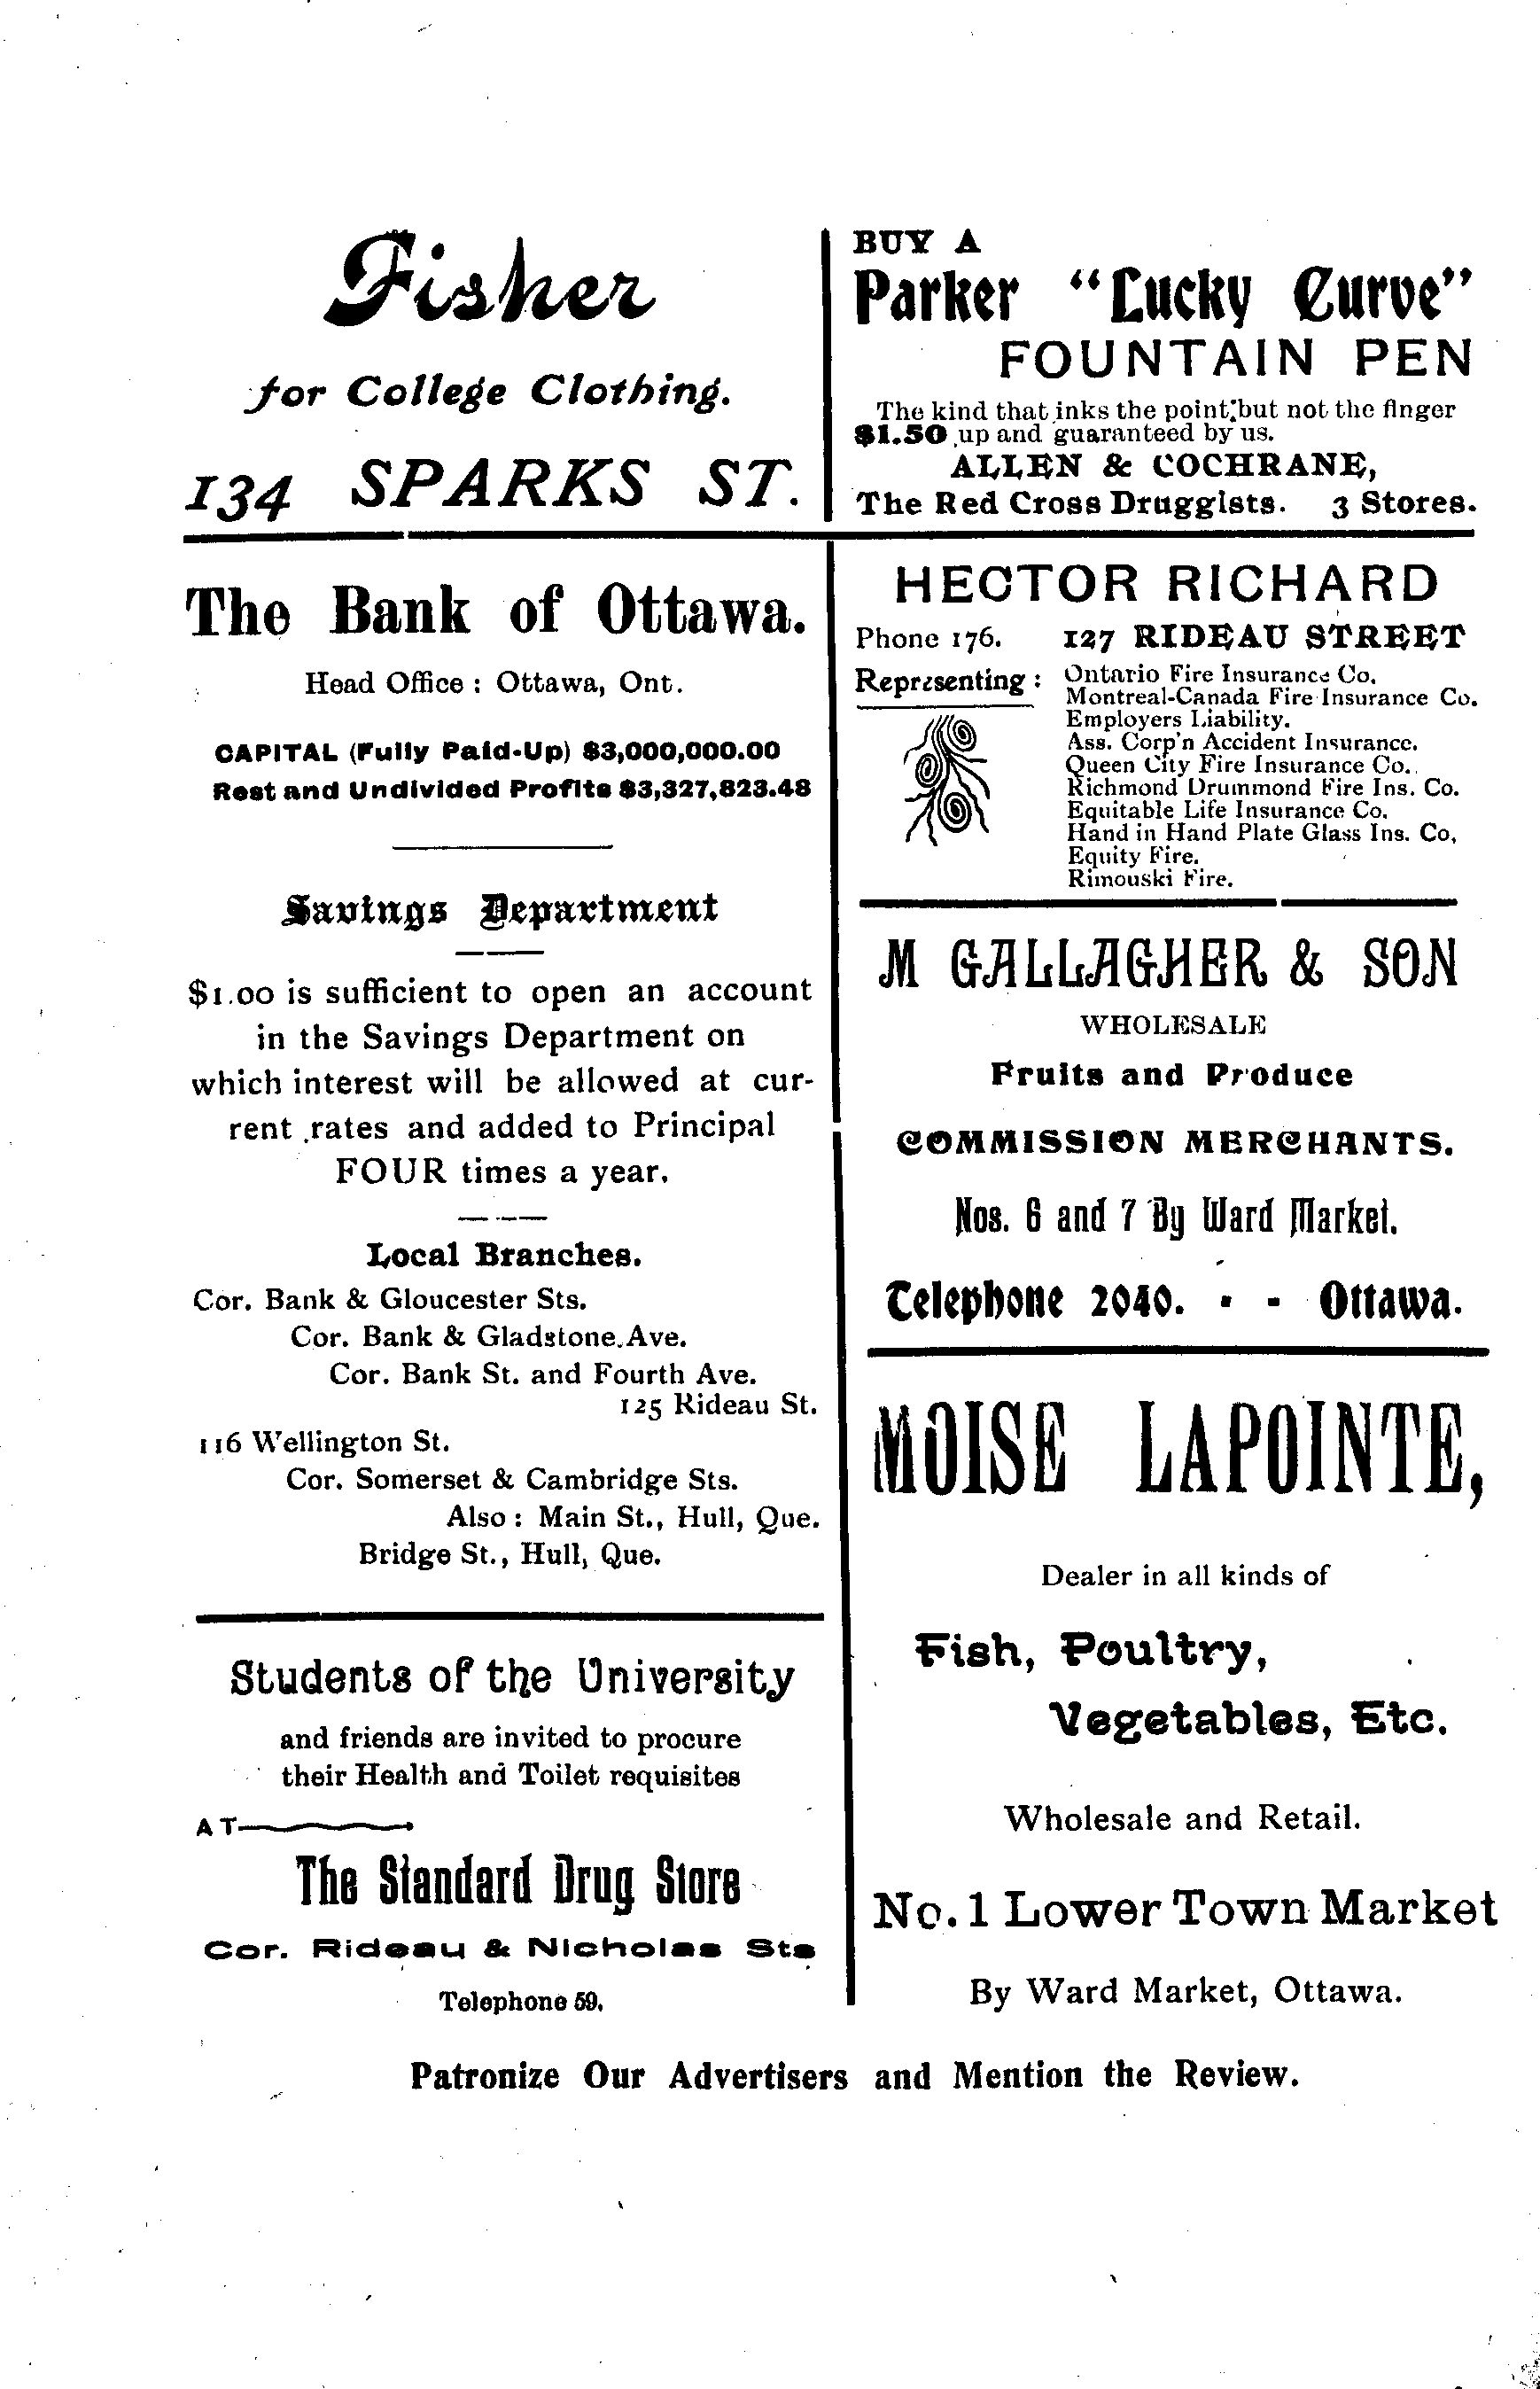 Fisher
for College Clothing.
134 SPARKS ST.
BUY A
Parker "Lucky Curve"
FOUNTAIN PEN
The kind that inks the point but not the finger
$1.50 up and guaranteed by us.
ALLEN & COCHRANE,
The Red Cross Druggists. 3 Stores.
The Bank of Ottawa.
Head Office : Ottawa, Ont.
CAPITAL (Fully Paid-Up) $3,000,000.00
Rest and Undivided Profits $3,327,823.48
Savings Department
$1.00 is sufficient to open an account
in the Savings Department on
which interest will be allowed at cur-
rent rates and added to Principal
FOUR times a year.
Local Branches.
Cor. Bank & Gloucester Sts.
Cor. Bank & Gladstone Ave.
Cor. Bank St. and Fourth Ave.
125 Rideau St.
116 Wellington St.
Cor. Somerset & Cambridge Sts.
Also : Main St., Hull, Que.
Bridge St., Hull, Que.
Students of the University
and friends are invited to procure
their Health and Toilet requisites
AT
The Standard Drug Store
Cor. Rideau & Nicholas Sts
Telephone 59.
HECTOR RICHARD
Phone 176. 127 RIDEAU STREET
Representing :
Ontario Fire Insurance Co.
Montreal-Canada Fire Insurance Co.
Employers Liability.
Ass. Corp'n Accident Insurance.
Queen City Fire Insurance Co.
Richmond Drummond Fire Ins. Co.
Equitable Life Insurance Co.
Hand in Hand Plate Glass Ins. Co,
Equity Fire.
Rimouski Fire.
M GALLAGHER & SON
WHOLESALE
Fruits and Produce
COMMISSION MERCHANTS.
Nos. 6 and 7 By Ward Market.
Telephone 2040. - - Ottawa.
MOISE LAPOINTE,
Dealer in all kinds of
Fish, Poultry,
Vegetables, Etc.
Wholesale and Retail.
No. 1 Lower Town Market
By Ward Market, Ottawa.
Patronize Our Advertisers and Mention the Review.